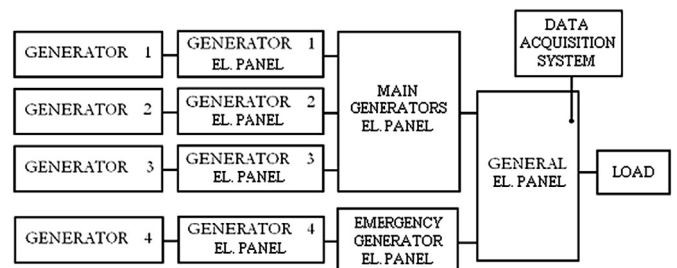 GENERATOR 1
GENERATOR 1
EL. PANEL
GENERATOR 2
GENERATOR 2
EL. PANEL
GENERATOR 3
GENERATOR 3
EL. PANEL
GENERATOR 4
GENERATOR 4
EL. PANEL
MAIN
GENERATORS
EL. PANEL
EMERGENCY
GENERATOR
EL. PANEL
DATA
ACQUISITION
SYSTEM
GENERAL
EL. PANEL
LOAD